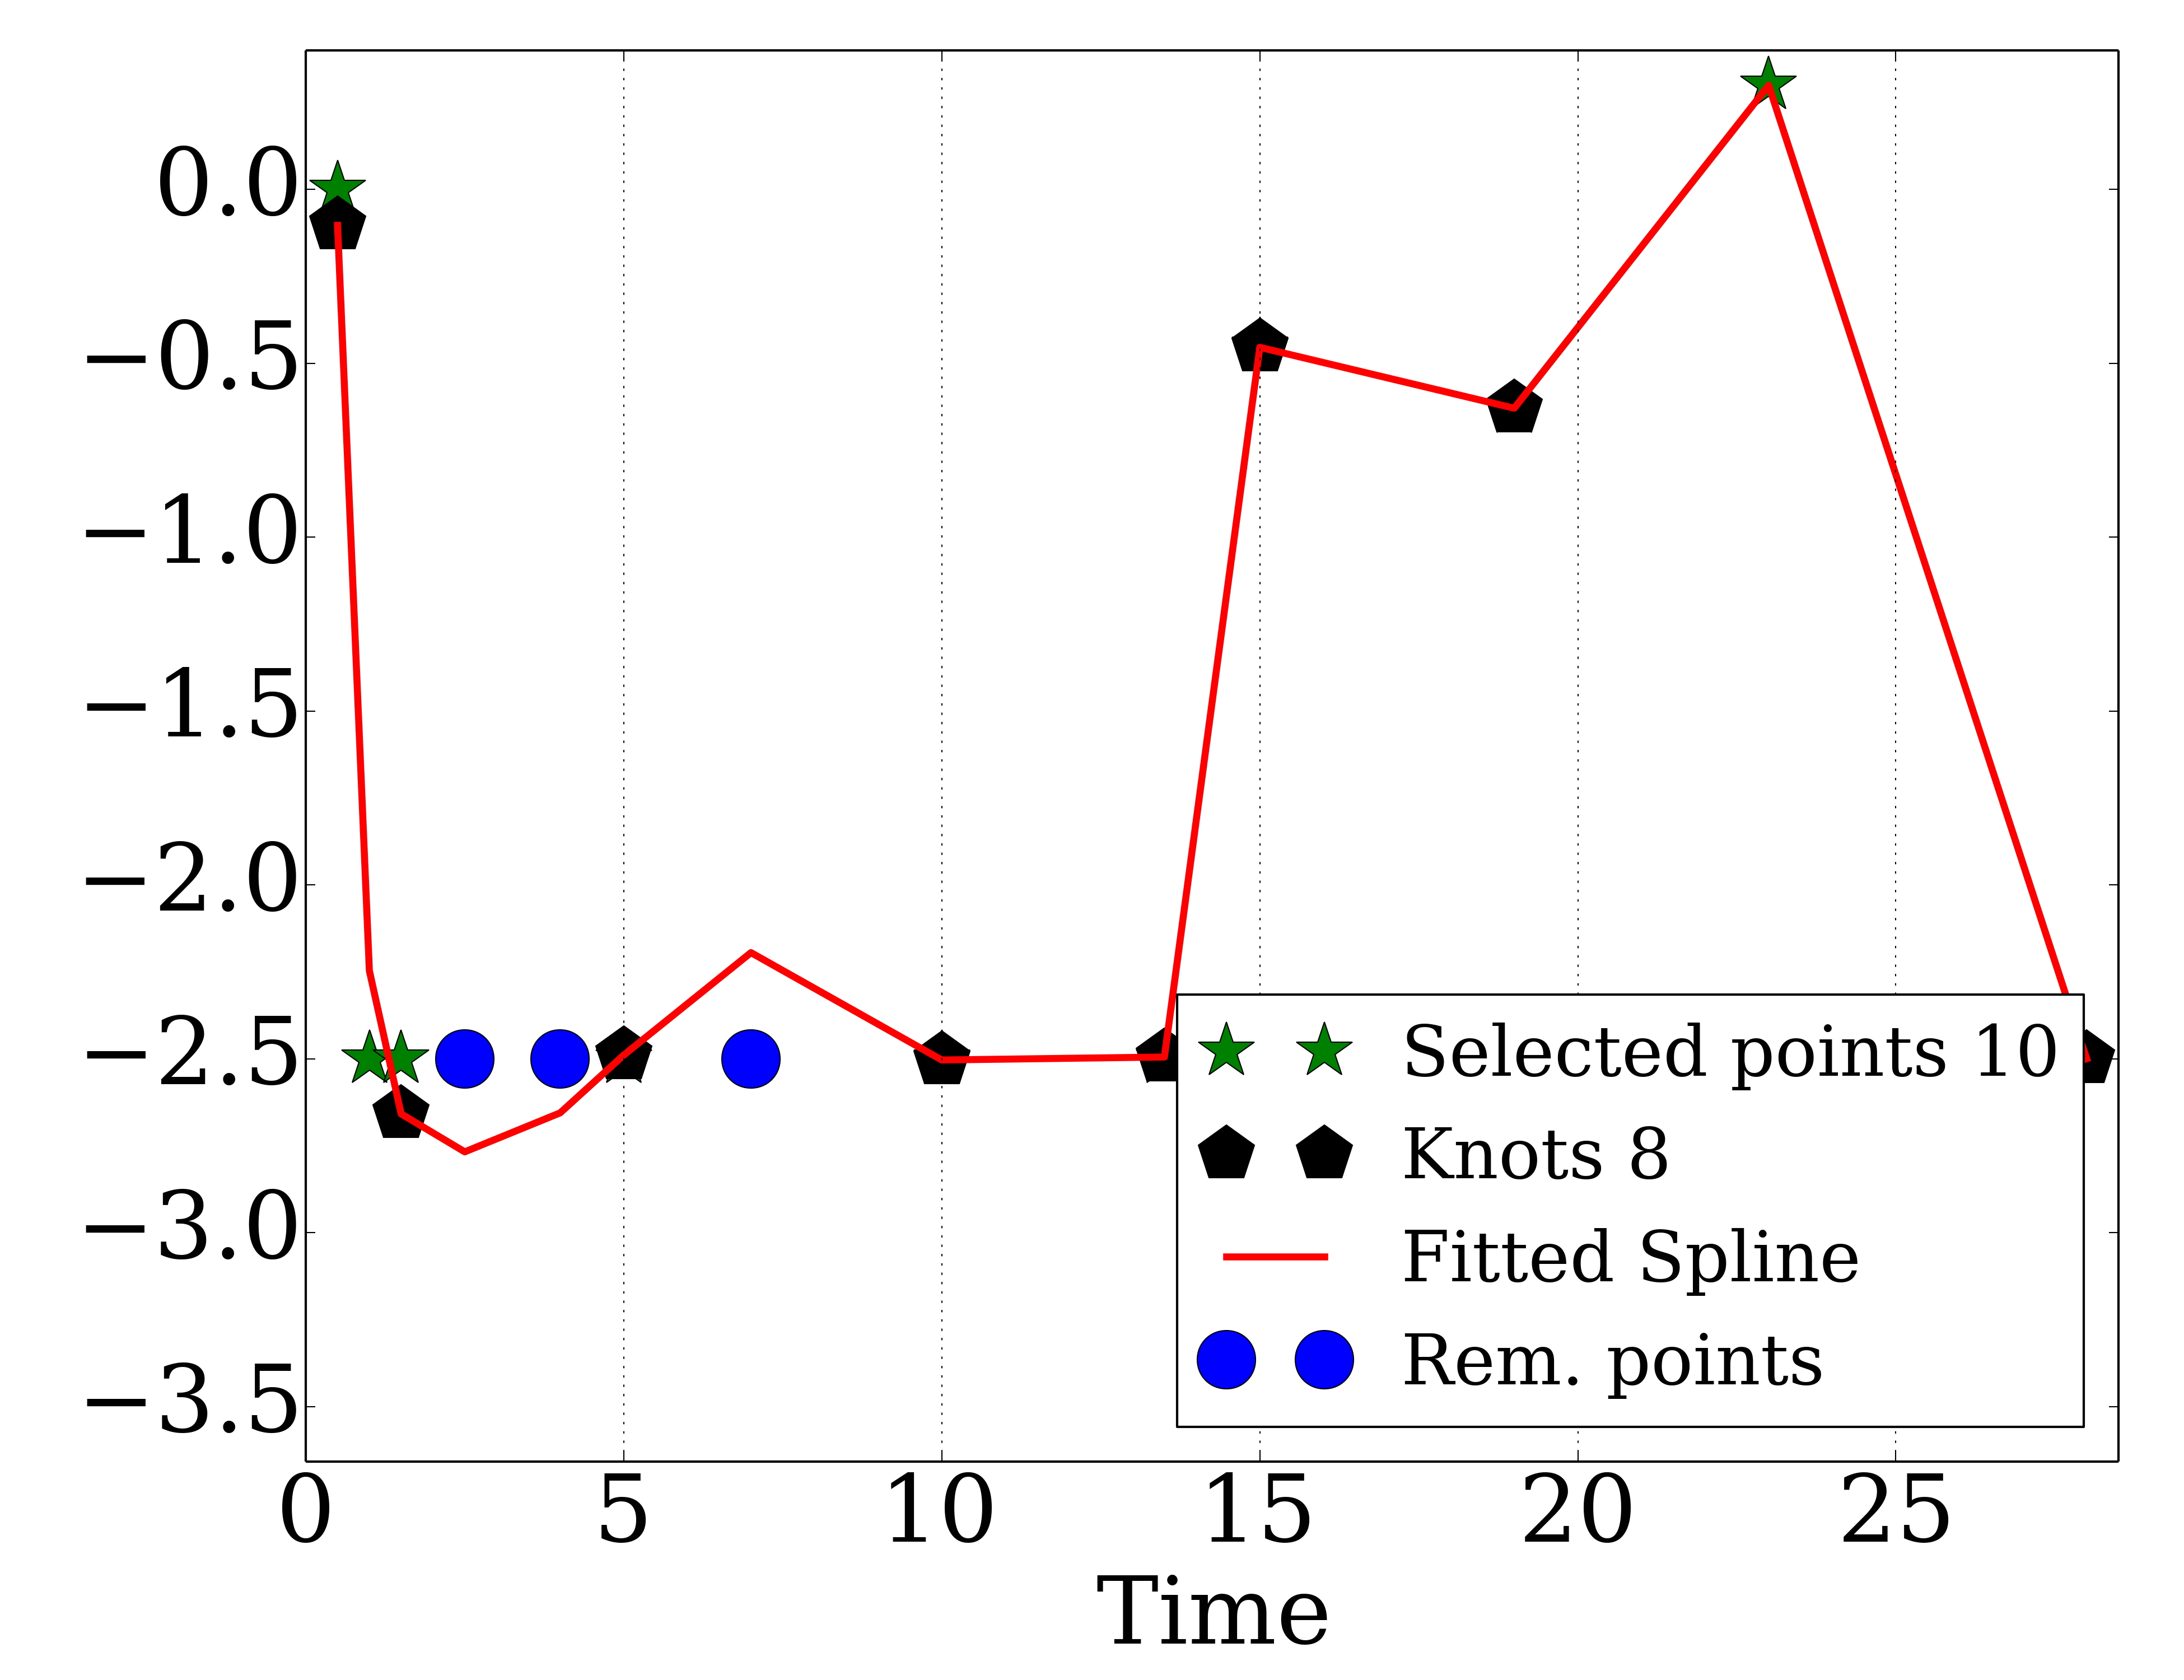 0.0
−0.5
−1.0
−1.5
−2.0
−2.5
−3.0
−3.5
Selected points 10
Knots 8
Fitted Spline
Rem. points
0 5 10 15 20 25
Time